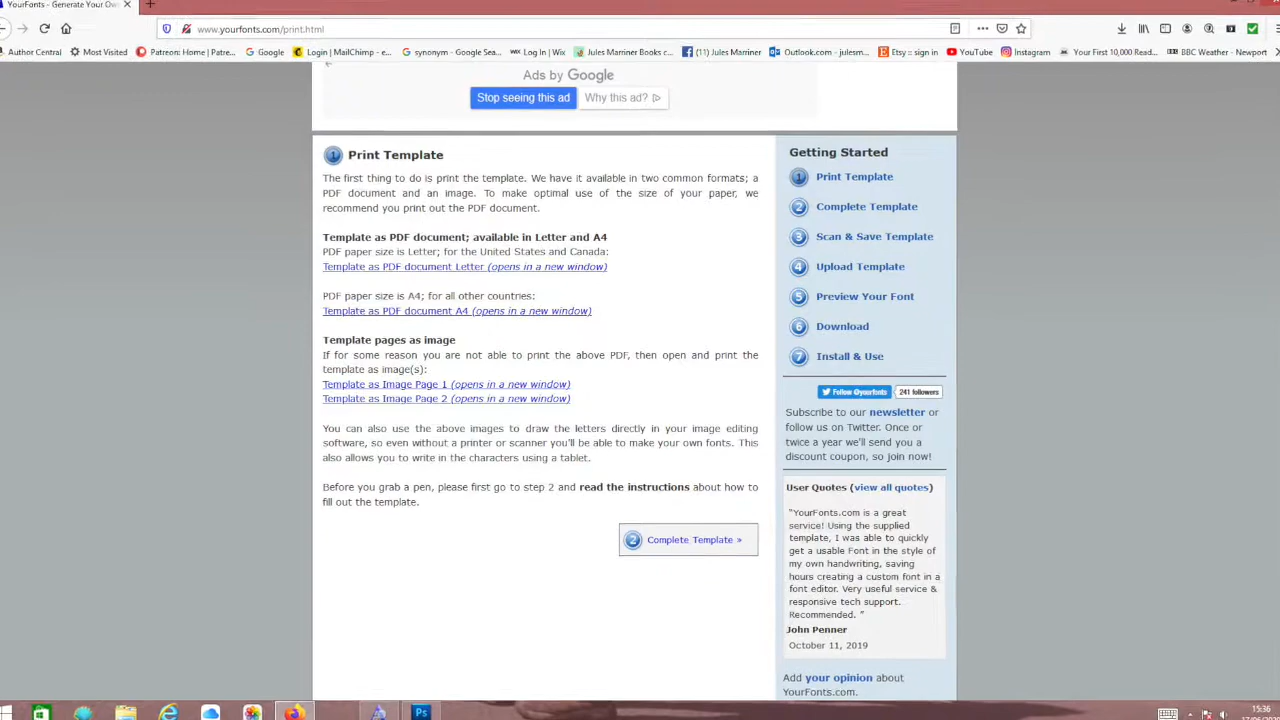 YourFonts - Generate Your Ow
www.yourfonts.com/print.html
Author Central
Most Visited
Patreon: Home | Patre...
Google
Login | MailChimp - e...
synonym - Google Sea...
WiX Log In | Wix
Jules Mariner Books c...
(11) Jules Marriner
Outlook.com - julesm...
Etsy :: sign in
YouTube
Instagram
Your First 10,000 Read...
BBC Weather - Newport
Ads by Google
Stop seeing this ad
Why this ad?
1 Print Template
The first thing to do is print the template. We have it available in two common formats; a
PDF document and an image. To make optimal use of the size of your paper, we
recommend you print out the PDF document.
Template as PDF document; available in Letter and A4
PDF paper size is Letter; for the United States and Canada:
Template as PDF document Letter (opens in a new window)
PDF paper size is A4; for all other countries:
Template as PDF document A4 (opens in a new window)
Template pages as image
If for some reason you are not able to print the above PDF, then open and print the
template as image(s):
Template as Image Page 1 (opens in a new window)
Template as Image Page 2 (opens in a new window)
You can also use the above images to draw the letters directly in your image editing
software, so even without a printer or scanner you'll be able to make your own fonts. This
also allows you to write in the characters using a tablet.
Before you grab a pen, please first go to step 2 and read the instructions about how to
fill out the template.
2 Complete Template »
Getting Started
1 Print Template
2 Complete Template
3 Scan & Save Template
4 Upload Template
5 Preview Your Font
6 Download
7 Install & Use
Follow @yourfonts
241 followers
Subscribe to our newsletter or
follow us on Twitter. Once or
twice a year we'll send you a
discount coupon, so join now!
User Quotes (view all quotes)
"YourFonts.com is a great
service! Using the supplied
template, I was able to quickly
get a usable Font in the style of
my own handwriting, saving
hours creating a custom font in a
font editor. Very useful service &
responsive tech support.
Recommended. "
John Penner
October 11, 2019
Add your opinion about
YourFonts.com.
Ps
15:36